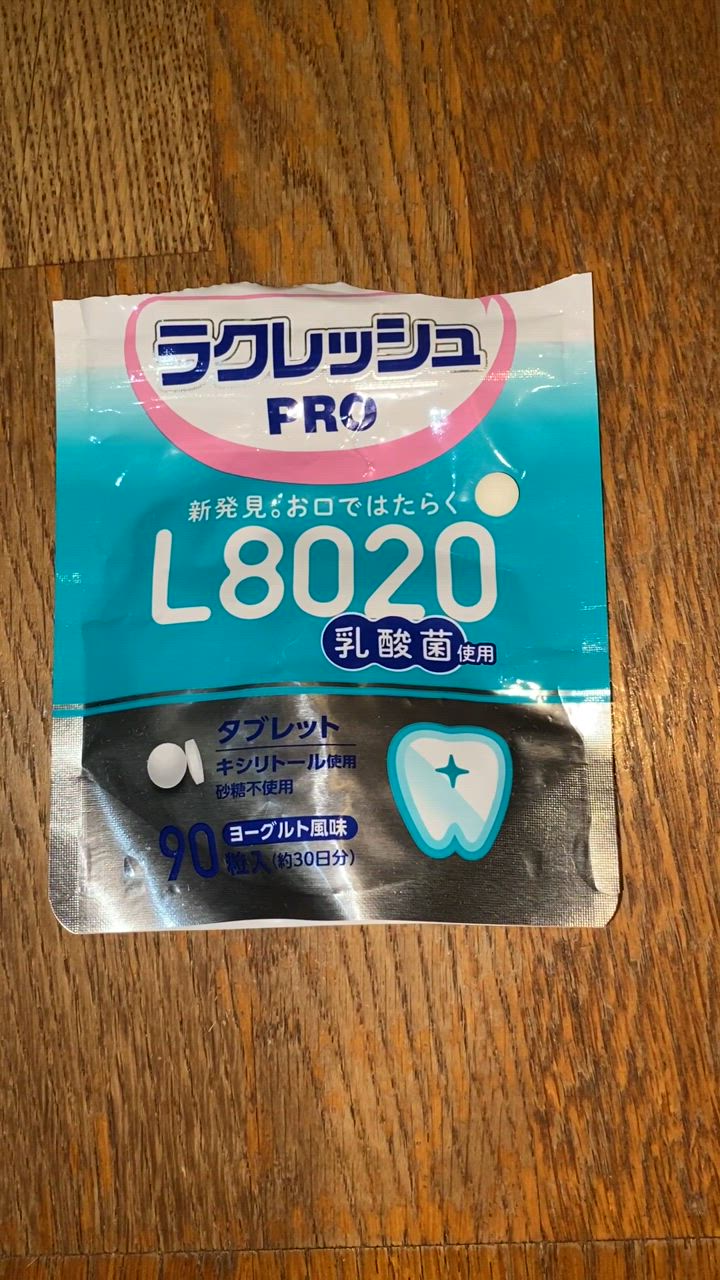 ラクレッシュ
PRO
新発見。お口ではたらく
L8020
乳酸菌使用
タブレット
キシリトール使用
砂糖不使用
ヨーグルト風味
90粒入(約30日分)